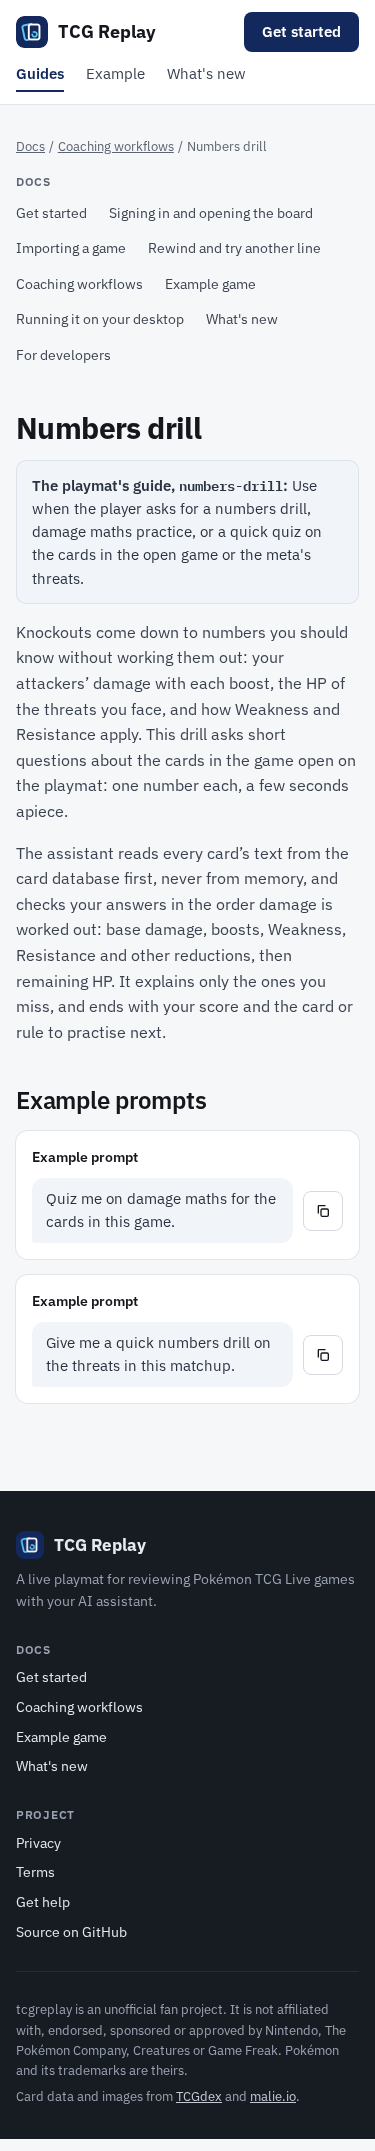 TCG Replay
Get started
Guides Example What's new
Docs / Coaching workflows / Numbers drill
DOCS
Get started Signing in and opening the board
Importing a game Rewind and try another line
Coaching workflows Example game
Running it on your desktop What's new
For developers
Numbers drill
The playmat's guide, numbers-drill: Use
when the player asks for a numbers drill,
damage maths practice, or a quick quiz on
the cards in the open game or the meta's
threats.
Knockouts come down to numbers you should
know without working them out: your
attackers’ damage with each boost, the HP of
the threats you face, and how Weakness and
Resistance apply. This drill asks short
questions about the cards in the game open on
the playmat: one number each, a few seconds
apiece.
The assistant reads every card’s text from the
card database first, never from memory, and
checks your answers in the order damage is
worked out: base damage, boosts, Weakness,
Resistance and other reductions, then
remaining HP. It explains only the ones you
miss, and ends with your score and the card or
rule to practise next.
Example prompts
Example prompt
Quiz me on damage maths for the
cards in this game.
Example prompt
Give me a quick numbers drill on
the threats in this matchup.
TCG Replay
A live playmat for reviewing Pokémon TCG Live games
with your AI assistant.
DOCS
Get started
Coaching workflows
Example game
What's new
PROJECT
Privacy
Terms
Get help
Source on GitHub
tcgreplay is an unofficial fan project. It is not affiliated
with, endorsed, sponsored or approved by Nintendo, The
Pokémon Company, Creatures or Game Freak. Pokémon
and its trademarks are theirs.
Card data and images from TCGdex and malie.io.